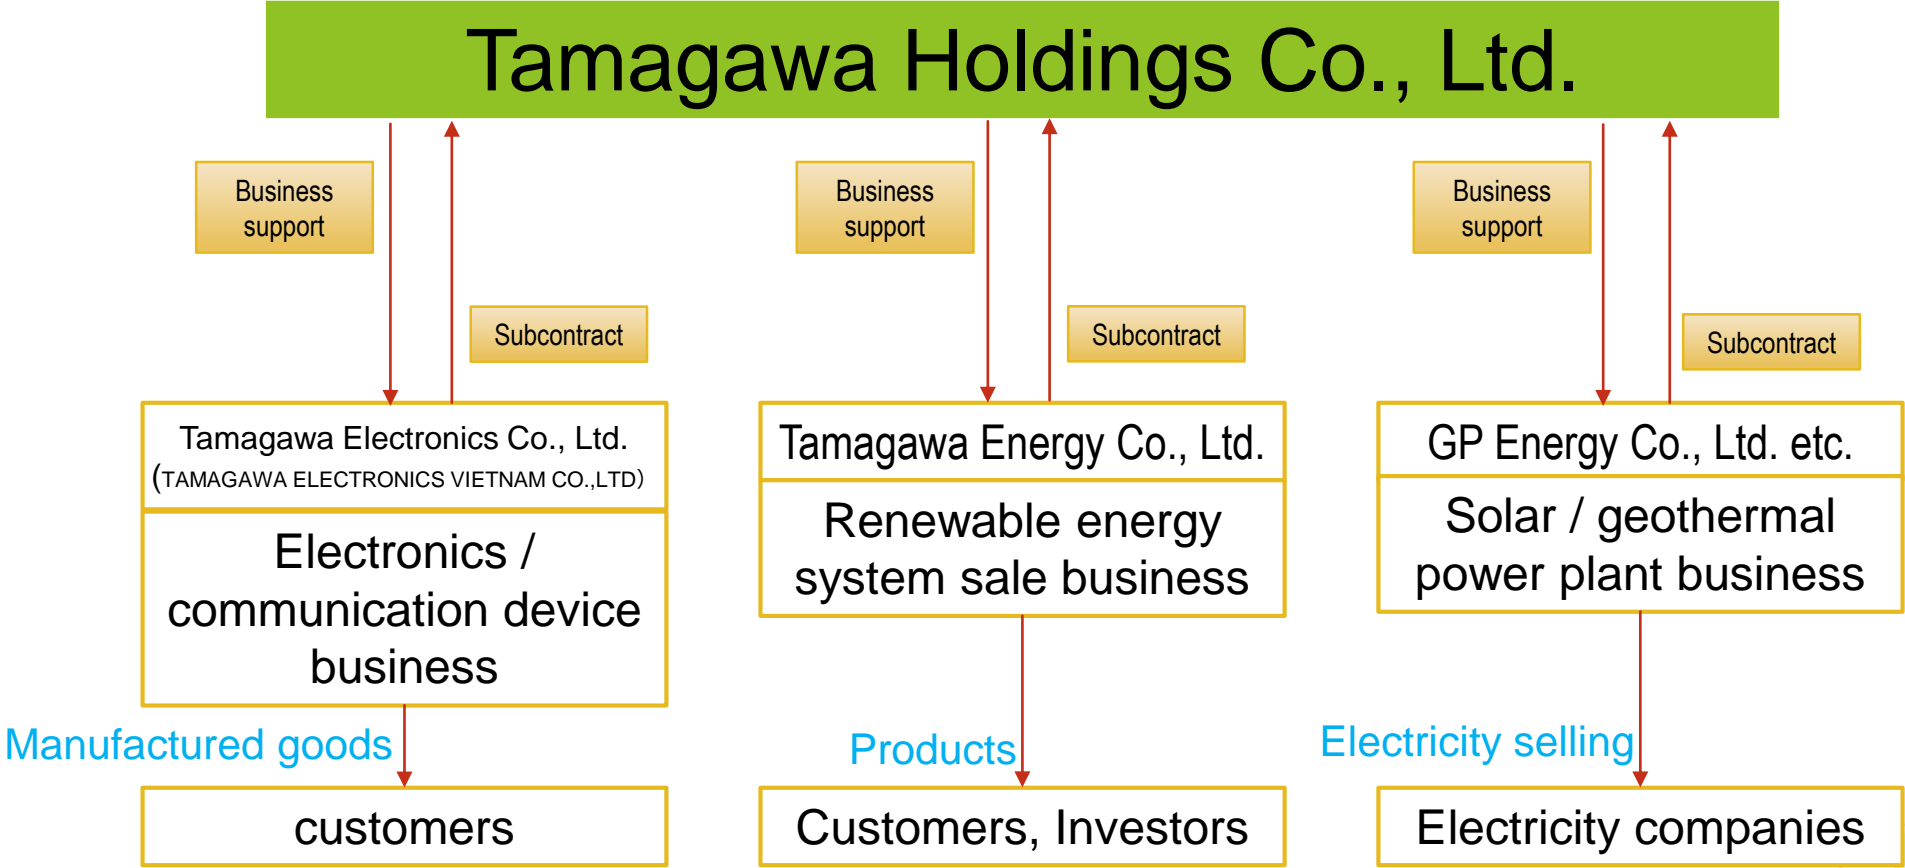 Tamagawa Holdings Co., Ltd.
Business
support
Subcontract
Business
support
Subcontract
Business
support
Subcontract
Tamagawa Electronics Co., Ltd.
(TAMAGAWA ELECTRONICS VIETNAM CO.,LTD)
Electronics /
communication device
business
Manufactured goods
customers
Tamagawa Energy Co., Ltd.
Renewable energy
system sale business
Products
Customers, Investors
GP Energy Co., Ltd. etc.
Solar / geothermal
power plant business
Electricity selling
Electricity companies